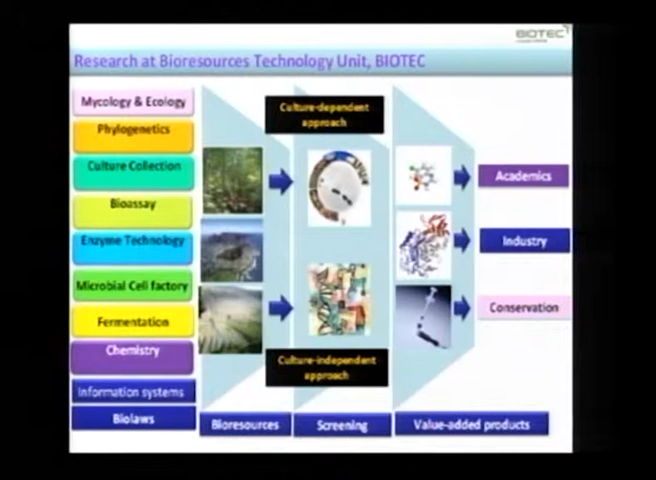 BIOTEC
Research at Bioresources Technology Unit, BIOTEC
Mycology & Ecology
Phylogenetics
Culture Collection
Bioassay
Enzyme Technology
Microbial Cell factory
Fermentation
Chemistry
Information systems
Biolaws
Culture-dependent
approach
Culture-independent
approach
Bioresources
Screening
Value-added products
Academics
Industry
Conservation